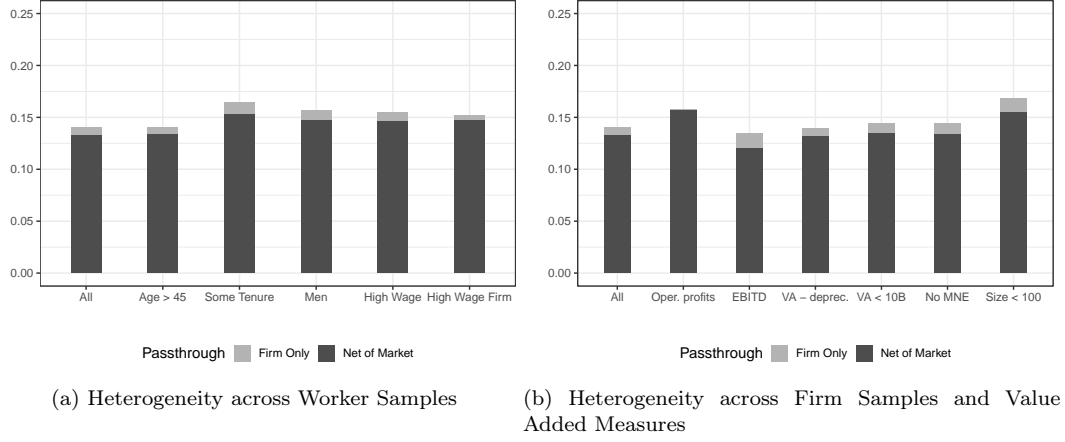 0.25
0.20
0.15
0.10
0.05
0.00
All Age > 45 Some Tenure Men High Wage High Wage Firm
Passthrough Firm Only Net of Market
(a) Heterogeneity across Worker Samples
0.25
0.20
0.15
0.10
0.05
0.00
All Oper. profits EBITD VA − deprec. VA < 10B No MNE Size < 100
Passthrough Firm Only Net of Market
(b) Heterogeneity across Firm Samples and Value
Added Measures